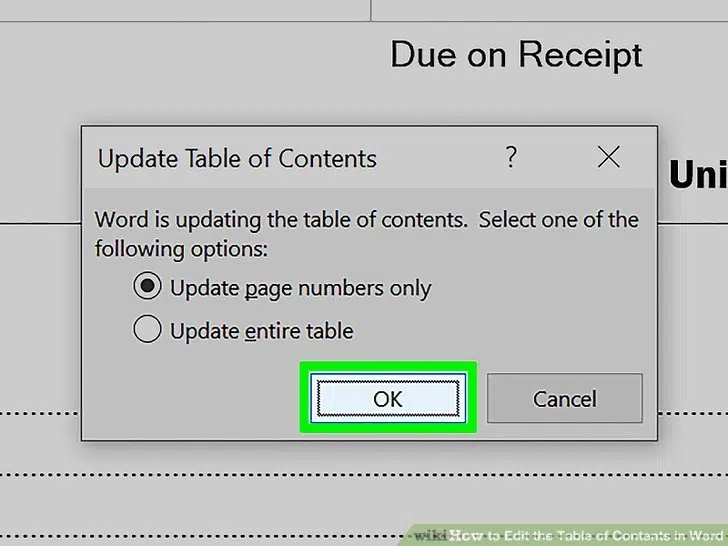 Due on Receipt
Update Table of Contents ?
Uni
Word is updating the table of contents. Select one of the
following options:
Update page numbers only
Update entire table
OK Cancel
wikiHow to Edit the Table of Contents in Word